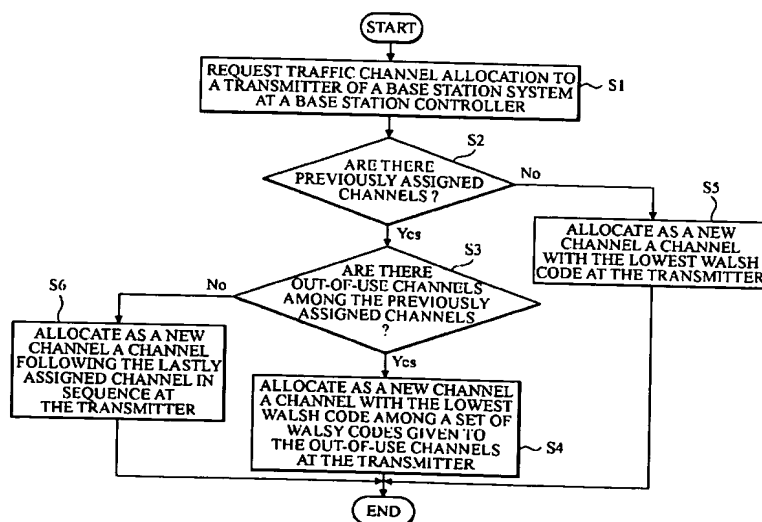 START
REQUEST TRAFFIC CHANNEL ALLOCATION TO
A TRANSMITTER OF A BASE STATION SYSTEM
AT A BASE STATION CONTROLLER
S1
S2
ARE THERE
PREVIOUSLY ASSIGNED
CHANNELS ?
No
Yes
S5
ALLOCATE AS A NEW
CHANNEL A CHANNEL
WITH THE LOWEST WALSH
CODE AT THE TRANSMITTER
S3
ARE THERE
OUT-OF-USE CHANNELS
AMONG THE PREVIOUSLY
ASSIGNED CHANNELS
?
No
Yes
S6
ALLOCATE AS A NEW
CHANNEL A CHANNEL
FOLLOWING THE LASTLY
ASSIGNED CHANNEL IN
SEQUENCE AT
THE TRANSMITTER
ALLOCATE AS A NEW CHANNEL
A CHANNEL WITH THE LOWEST
WALSH CODE AMONG A SET OF
WALSY CODES GIVEN TO
THE OUT-OF-USE CHANNELS
AT THE TRANSMITTER
S4
END